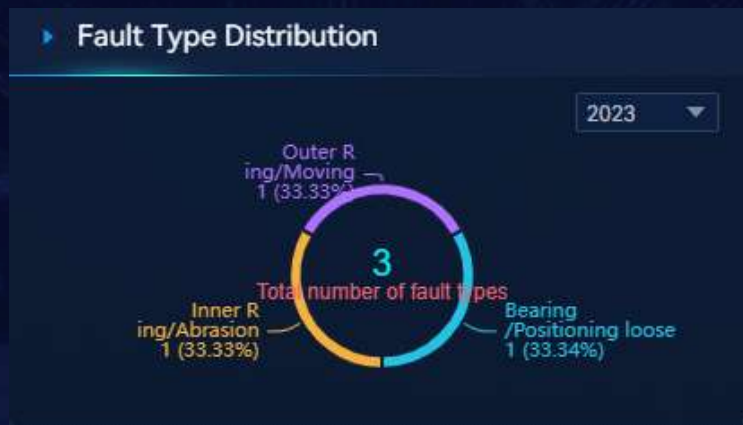 Fault Type Distribution
2023
Outer R
ing/Moving
1 (33.33%)
3
Total number of fault types
Inner R
ing/Abrasion
1 (33.33%)
Bearing
/Positioning loose
1 (33.34%)